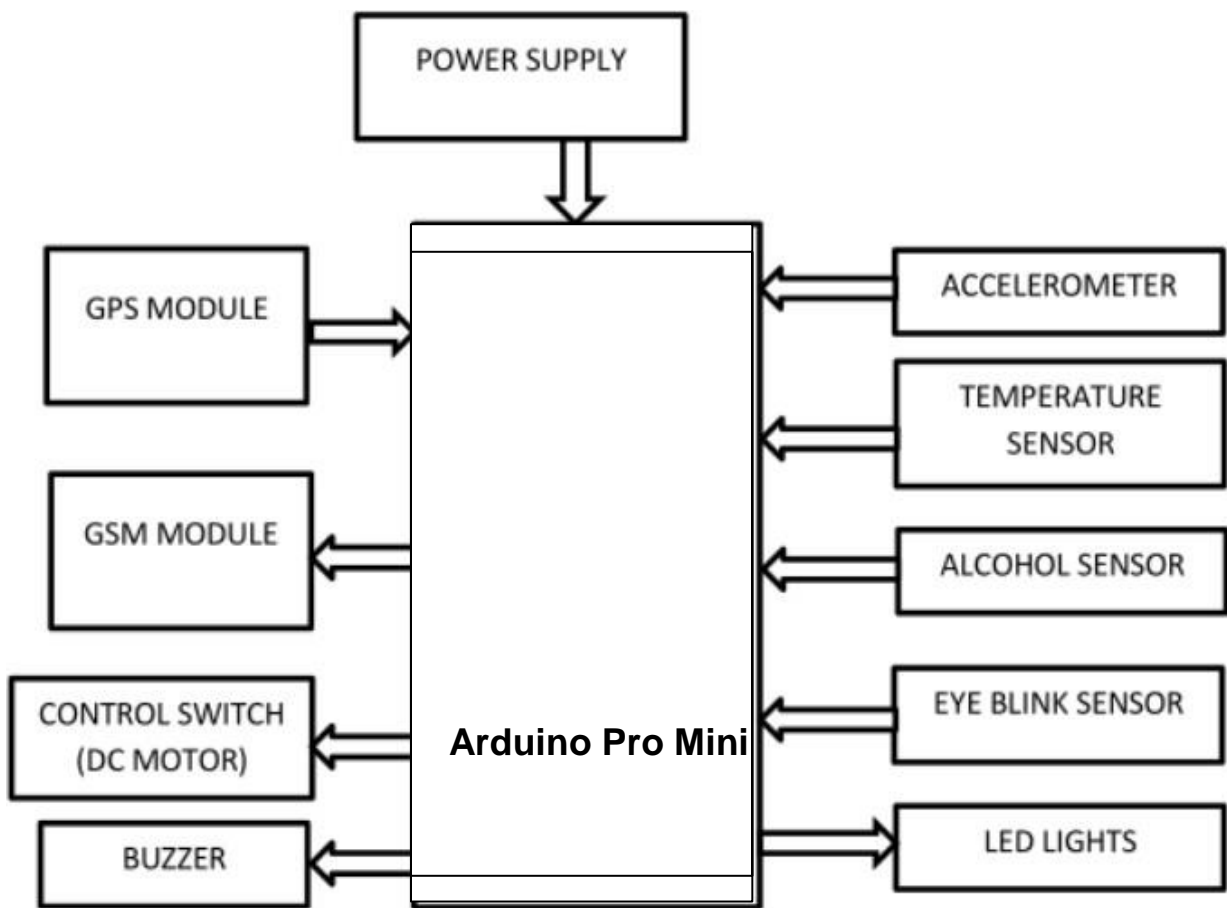 POWER SUPPLY
GPS MODULE
ACCELEROMETER
TEMPERATURE
SENSOR
GSM MODULE
ALCOHOL SENSOR
CONTROL SWITCH
(DC MOTOR)
EYE BLINK SENSOR
Arduino Pro Mini
BUZZER
LED LIGHTS